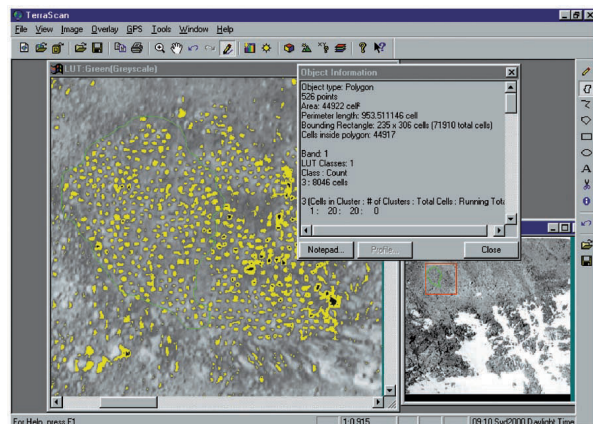 TerraScan
File View Image Overlay GPS Tools Window Help
LUT:Green(Greyscale)
Object Information
Object type: Polygon
526 points
Area: 44922 cell²
Perimeter length: 953.511146 cell
Bounding Rectangle: 235 x 306 cells (71910 total cells)
Cells inside polygon: 44917
Band: 1
LUT Classes: 1
Class : Count
3 : 8046 cells
3 (Cells in Cluster : # of Clusters : Total Cells : Running Tota
1 : 20 : 20 : 0
Notepad... Profile... Close
For Help, press F1 1:0.915 09:10 Syd2000 Daylight Time